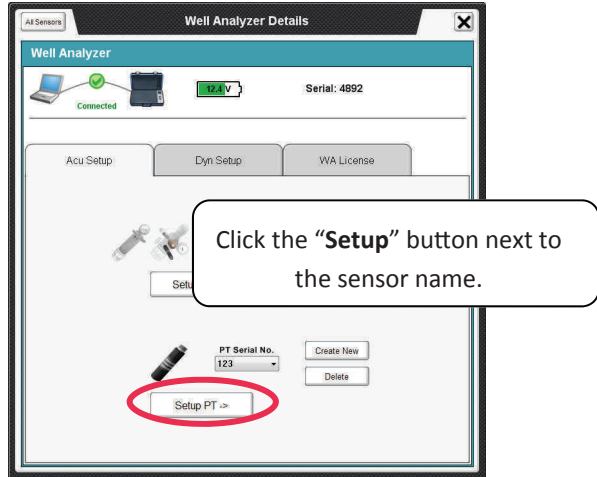 All Sensors
Well Analyzer Details
Well Analyzer
Connected
12.4 V
Serial: 4892
Acu Setup
Dyn Setup
WA License
Click the “Setup” button next to
the sensor name.
PT Serial No.
123
Create New
Delete
Setup PT ->